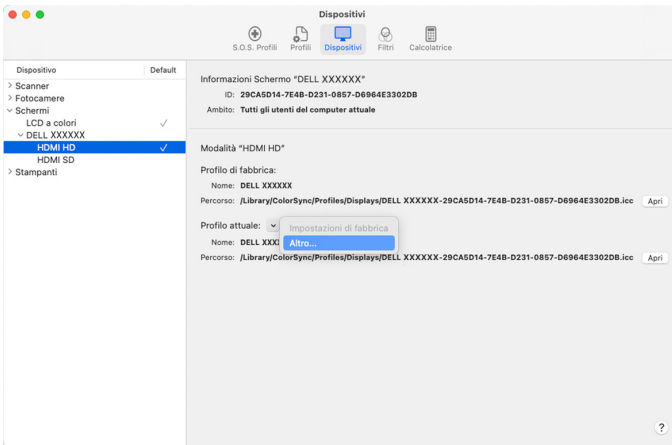 Dispositivi
S.O.S. Profili Profili Dispositivi Filtri Calcolatrice
Dispositivo Default
Scanner
Fotocamere
Schermi
LCD a colori
DELL XXXXXX
HDMI HD
HDMI SD
Stampanti
Informazioni Schermo “DELL XXXXXX”
ID: 29CA5D14-7E4B-D231-0857-D6964E3302DB
Ambito: Tutti gli utenti del computer attuale
Modalità “HDMI HD”
Profilo di fabbrica:
Nome: DELL XXXXXX
Percorso: /Library/ColorSync/Profiles/Displays/DELL XXXXXX-29CA5D14-7E4B-D231-0857-D6964E3302DB.icc Apri
Profilo attuale: Impostazioni di fabbrica
Altro...
Nome: DELL XXX
Percorso: /Library/ColorSync/Profiles/Displays/DELL XXXXXX-29CA5D14-7E4B-D231-0857-D6964E3302DB.icc Apri
?